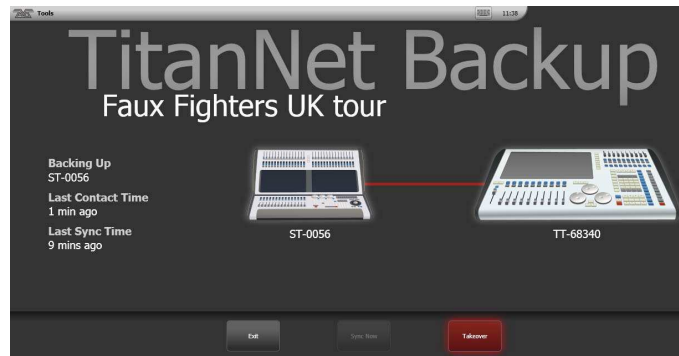 Tools
11:38
TitanNet Backup
Faux Fighters UK tour
Backing Up
ST-0056
Last Contact Time
1 min ago
Last Sync Time
9 mins ago
ST-0056
TT-68340
Exit
Sync Now
Takeover